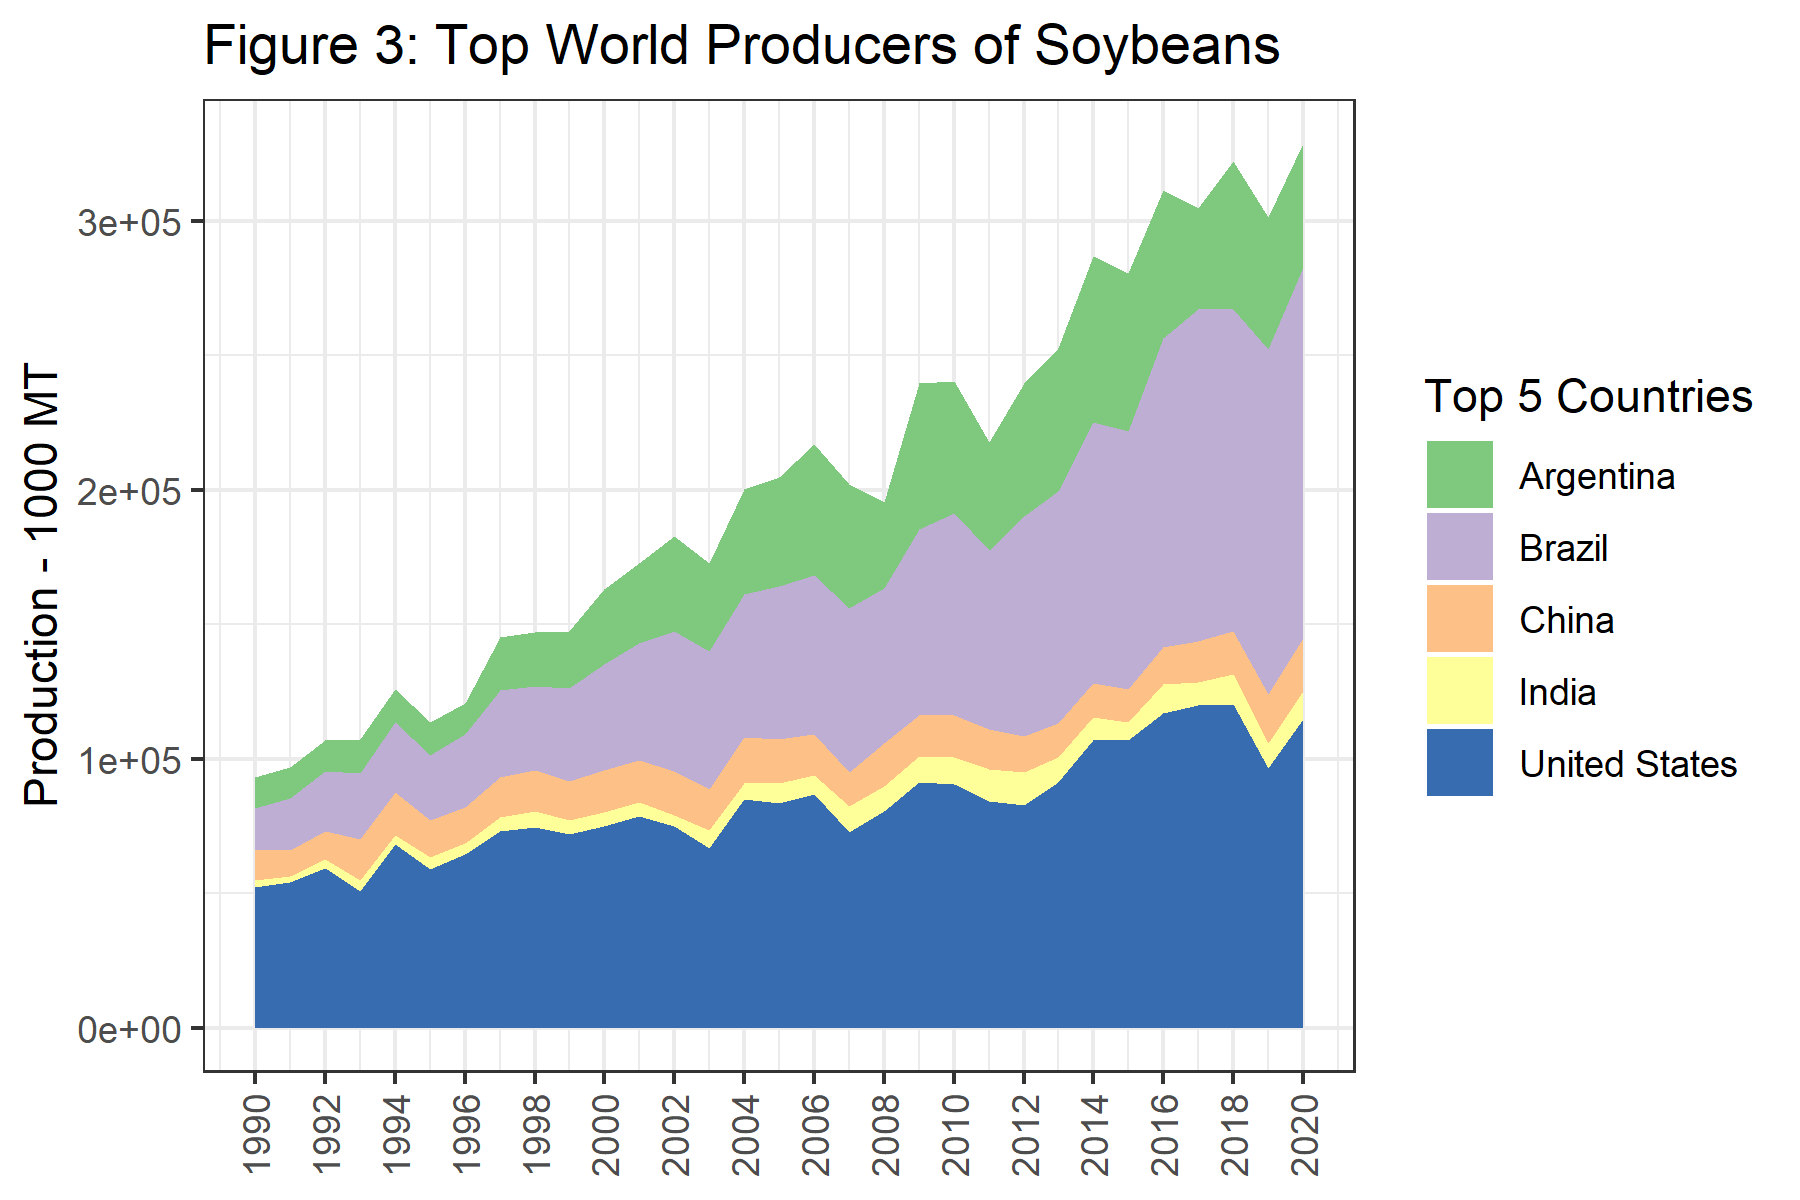 Figure 3: Top World Producers of Soybeans
Production - 1000 MT
3e+05
2e+05
1e+05
0e+00
1990
1992
1994
1996
1998
2000
2002
2004
2006
2008
2010
2012
2014
2016
2018
2020
Top 5 Countries
Argentina
Brazil
China
India
United States